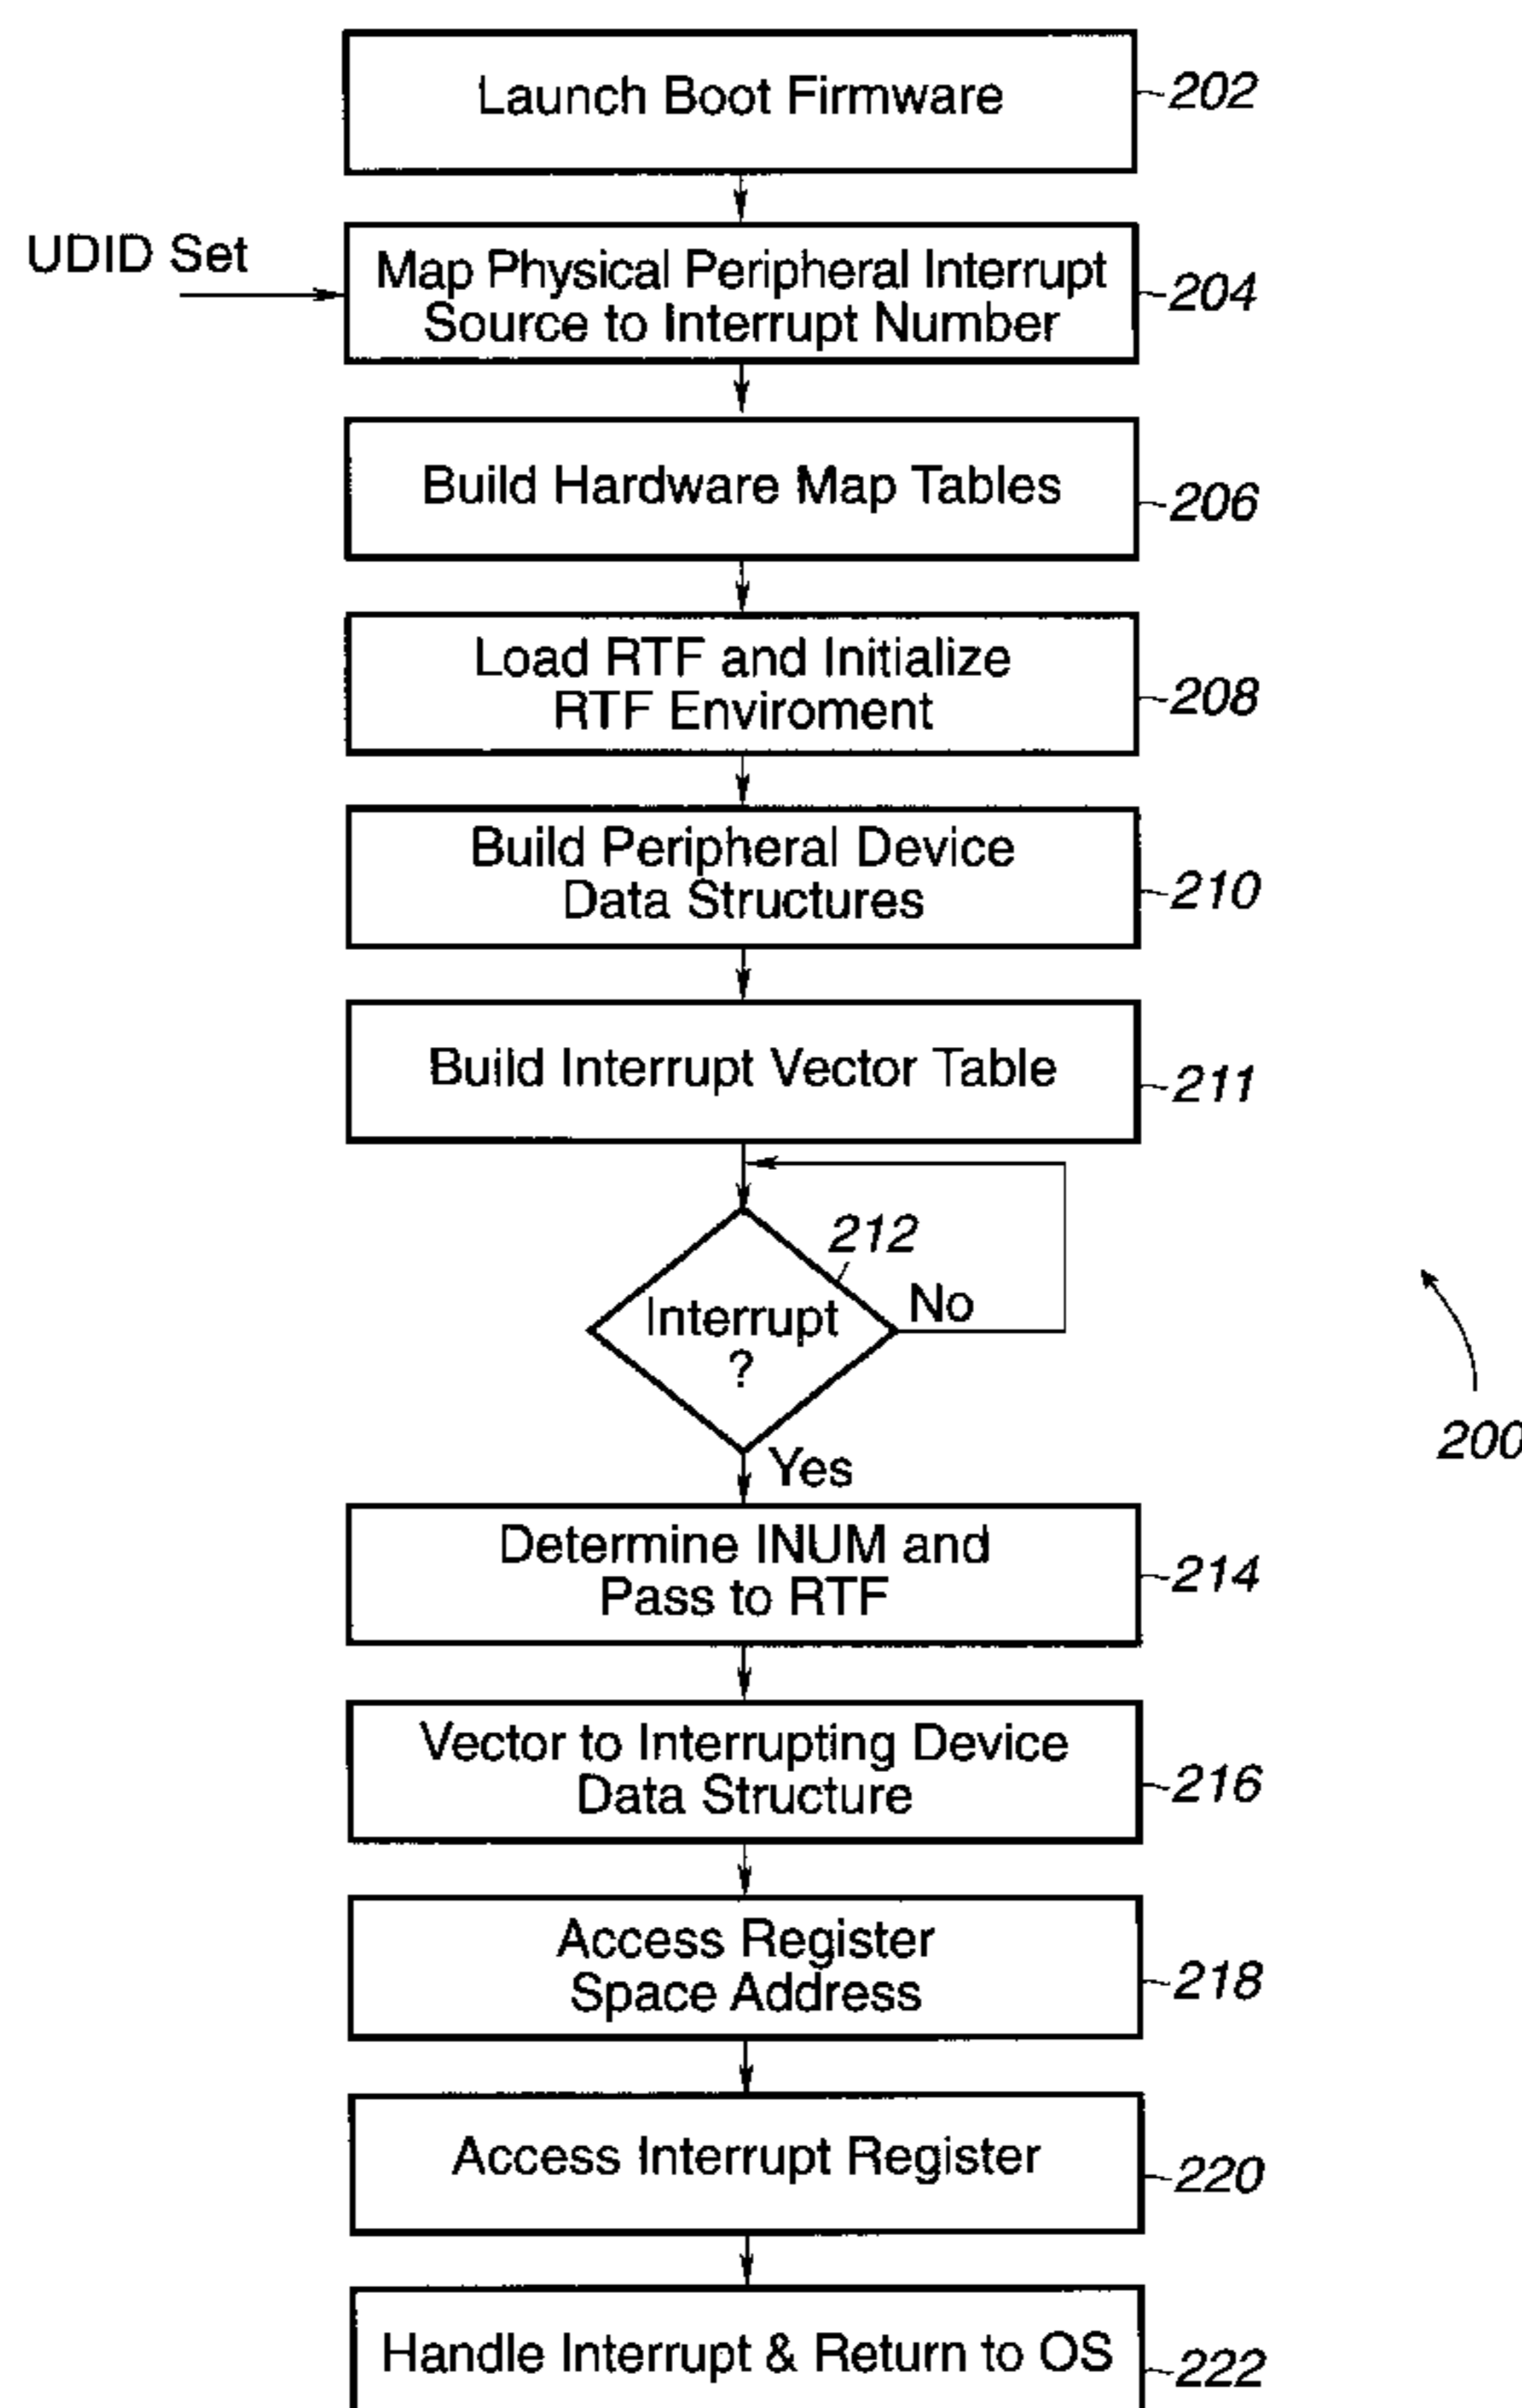 Launch Boot Firmware
202
UDID Set
Map Physical Peripheral Interrupt
Source to Interrupt Number
204
Build Hardware Map Tables
206
Load RTF and Initialize
RTF Enviroment
208
Build Peripheral Device
Data Structures
210
Build Interrupt Vector Table
211
212
Interrupt
?
No
Yes
200
Determine INUM and
Pass to RTF
214
Vector to Interrupting Device
Data Structure
216
Access Register
Space Address
218
Access Interrupt Register
220
Handle Interrupt & Return to OS
222